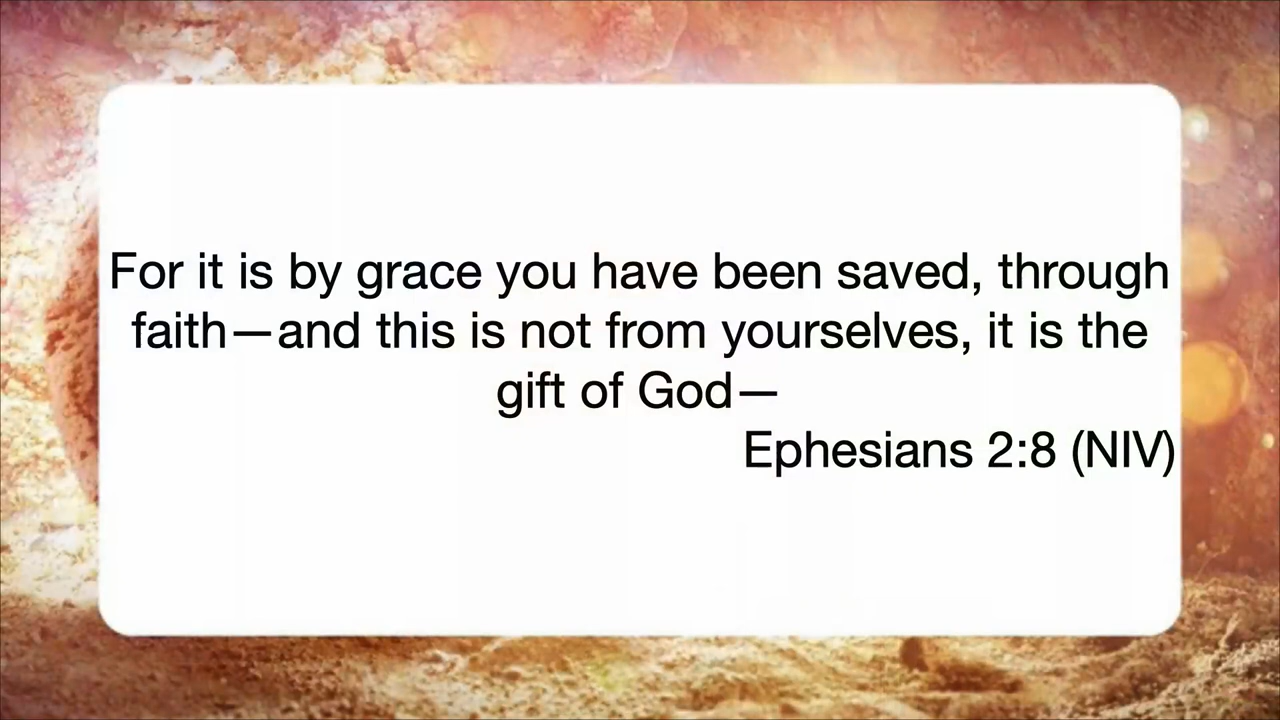 For it is by grace you have been saved, through
faith—and this is not from yourselves, it is the
gift of God—
Ephesians 2:8 (NIV)